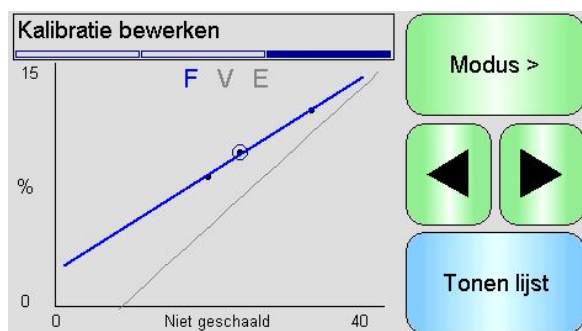 Kalibratie bewerken
15
F V E
%
0
0
Niet geschaald
40
Modus >
Tonen lijst